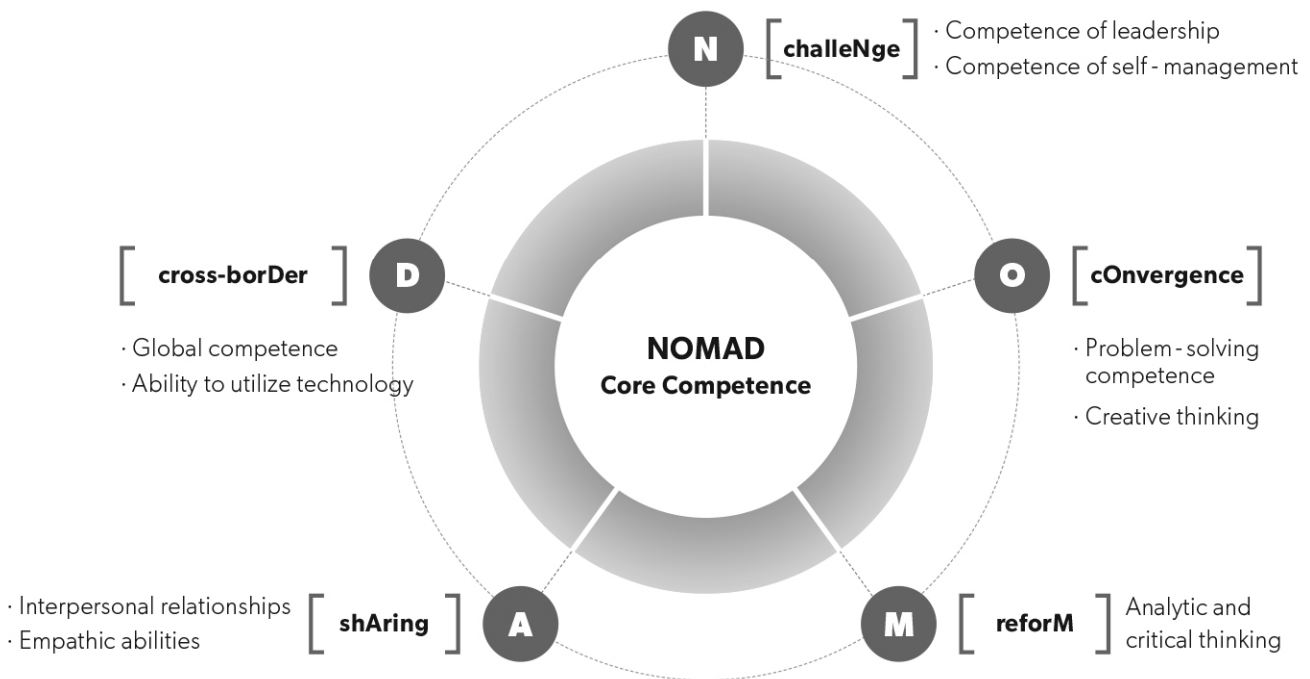 N
[challeNge]
· Competence of leadership
· Competence of self - management
O
[cOnvergence]
· Problem - solving
competence
· Creative thinking
M
[reforM]
Analytic and
critical thinking
A
[shAring]
· Interpersonal relationships
· Empathic abilities
D
[cross-borDer]
· Global competence
· Ability to utilize technology
NOMAD
Core Competence